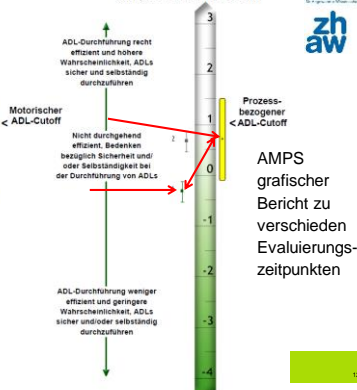 zh
aw
ADL-Durchführung recht
effizient und höhere
Wahrscheinlichkeit, ADLs
sicher und selbständig
durchzuführen
Motorischer
< ADL-Cutoff
Nicht durchgehend
effizient, Bedenken
bezüglich Sicherheit und/
oder Selbständigkeit bei
der Durchführung von ADLs
ADL-Durchführung weniger
effizient und geringere
Wahrscheinlichkeit, ADLs
sicher und/oder selbständig
durchzuführen
3
2
1
0
-1
-2
-3
-4
Prozess-
bezogener
< ADL-Cutoff
AMPS
grafischer
Bericht zu
verschieden
Evaluierungs-
zeitpunkten